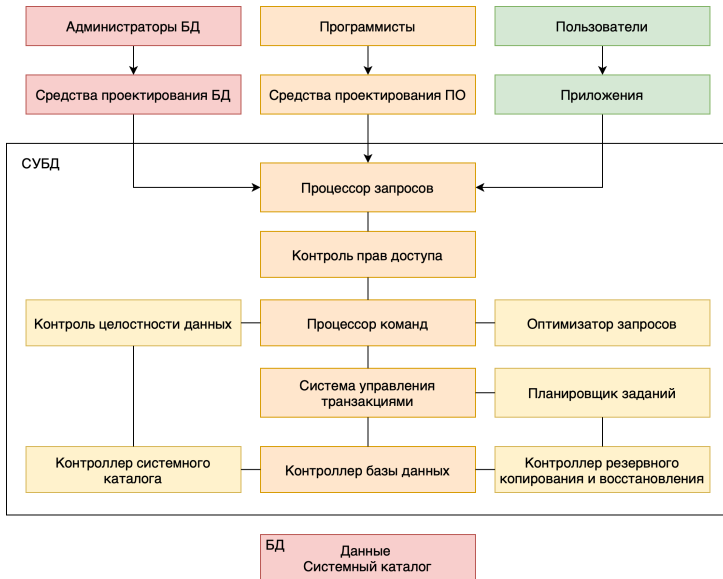 Администраторы БД
Программисты
Пользователи
Средства проектирования БД
Средства проектирования ПО
Приложения
СУБД
Процессор запросов
Контроль прав доступа
Контроль целостности данных
Процессор команд
Оптимизатор запросов
Система управления
транзакциями
Планировщик заданий
Контроллер системного
каталога
Контроллер базы данных
Контроллер резервного
копирования и восстановления
БД
Данные
Системный каталог